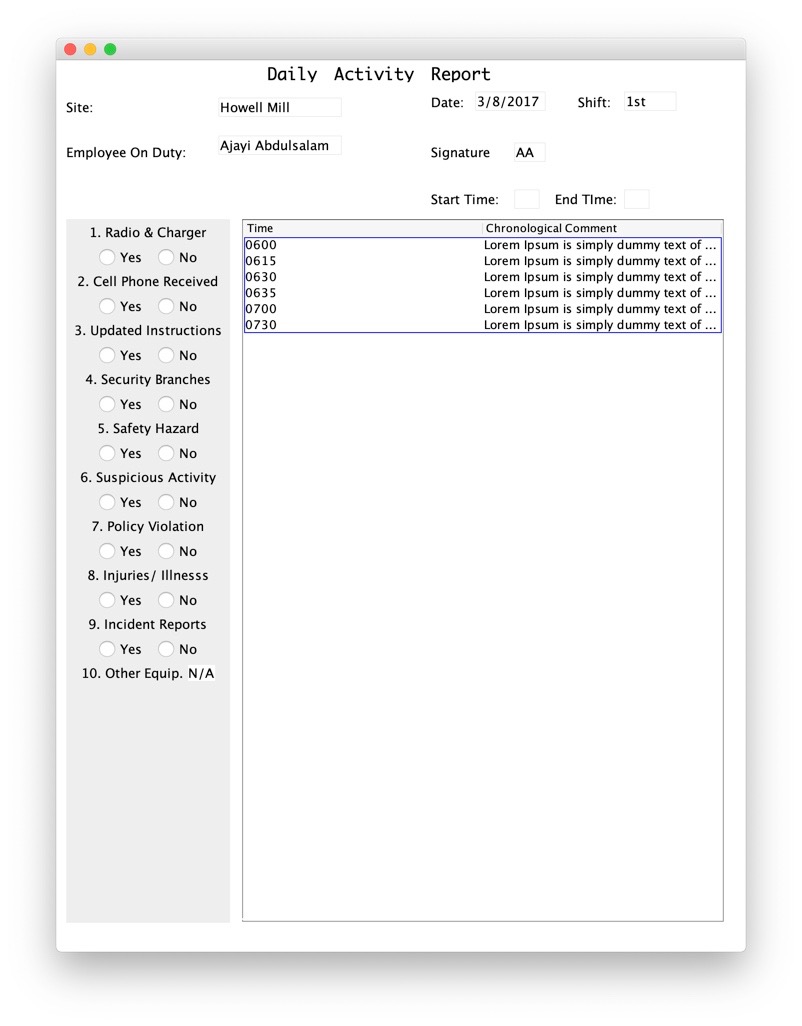 Daily Activity Report
Site: Howell Mill Date: 3/8/2017 Shift: 1st
Employee On Duty: Ajayi Abdulsalam Signature AA
Start Time: End TIme:
1. Radio & Charger
Yes No
2. Cell Phone Received
Yes No
3. Updated Instructions
Yes No
4. Security Branches
Yes No
5. Safety Hazard
Yes No
6. Suspicious Activity
Yes No
7. Policy Violation
Yes No
8. Injuries/ Illnesss
Yes No
9. Incident Reports
Yes No
10. Other Equip. N/A
Time Chronological Comment
0600 Lorem Ipsum is simply dummy text of ...
0615 Lorem Ipsum is simply dummy text of ...
0630 Lorem Ipsum is simply dummy text of ...
0635 Lorem Ipsum is simply dummy text of ...
0700 Lorem Ipsum is simply dummy text of ...
0730 Lorem Ipsum is simply dummy text of ...